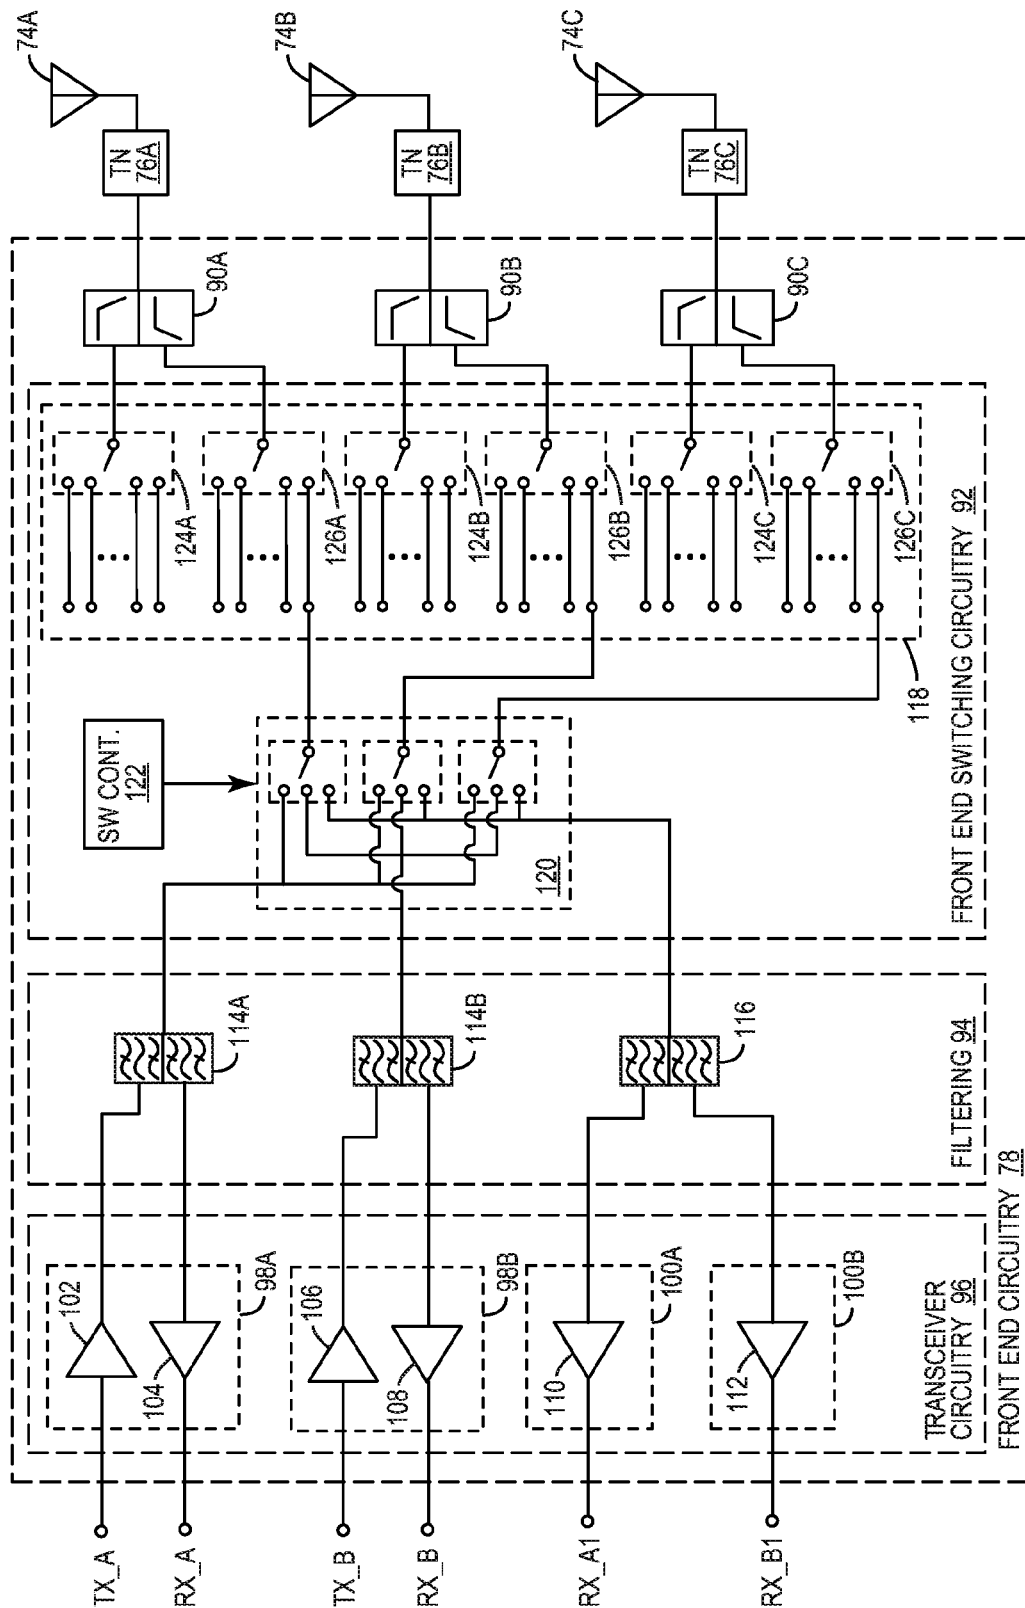 74A
74B
74C
TN
76A
TN
76B
TN
76C
90A
90B
90C
124A
126A
124B
126B
124C
126C
118
SW CONT.
122
120
FRONT END SWITCHING CIRCUITRY 92
114A
114B
116
FILTERING 94
102
104
98A
106
108
98B
110
100A
112
100B
TRANSCEIVER
CIRCUITRY 96
FRONT END CIRCUITRY 78
TX_A
RX_A
TX_B
RX_B
RX_A1
RX_B1